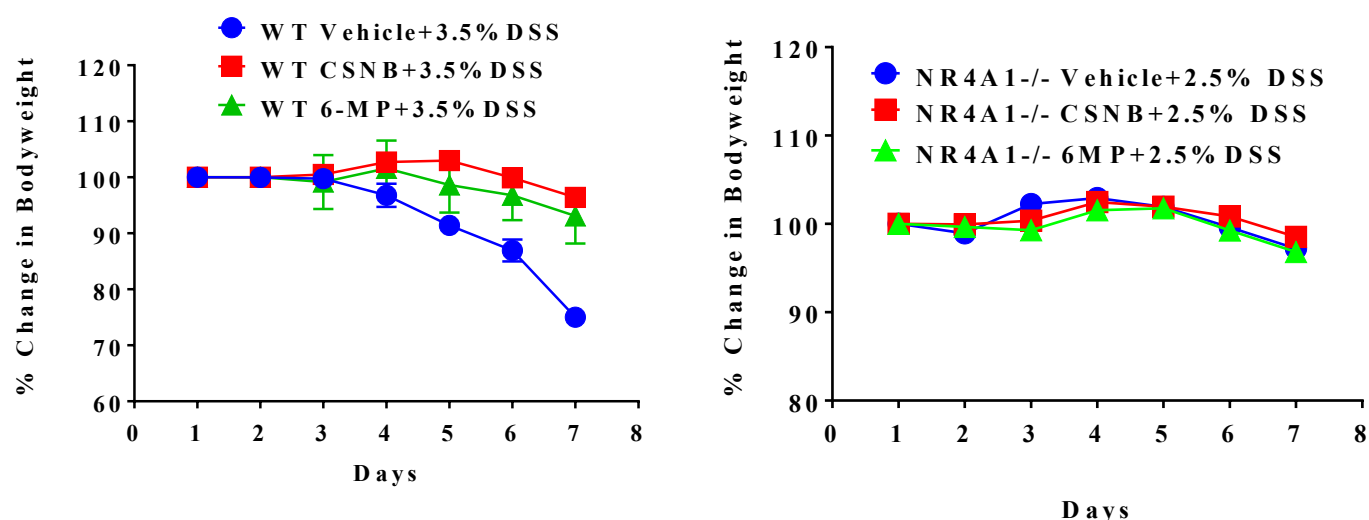 WT Vehicle+3.5% DSS
WT CSNB+3.5% DSS
WT 6-MP+3.5% DSS
% Change in Bodyweight
120
110
100
90
80
70
60
0 1 2 3 4 5 6 7 8
Days
NR4A1-/- Vehicle+2.5% DSS
NR4A1-/- CSNB+2.5% DSS
NR4A1-/- 6MP+2.5% DSS
% Change in Bodyweight
120
110
100
90
80
0 1 2 3 4 5 6 7 8
Days